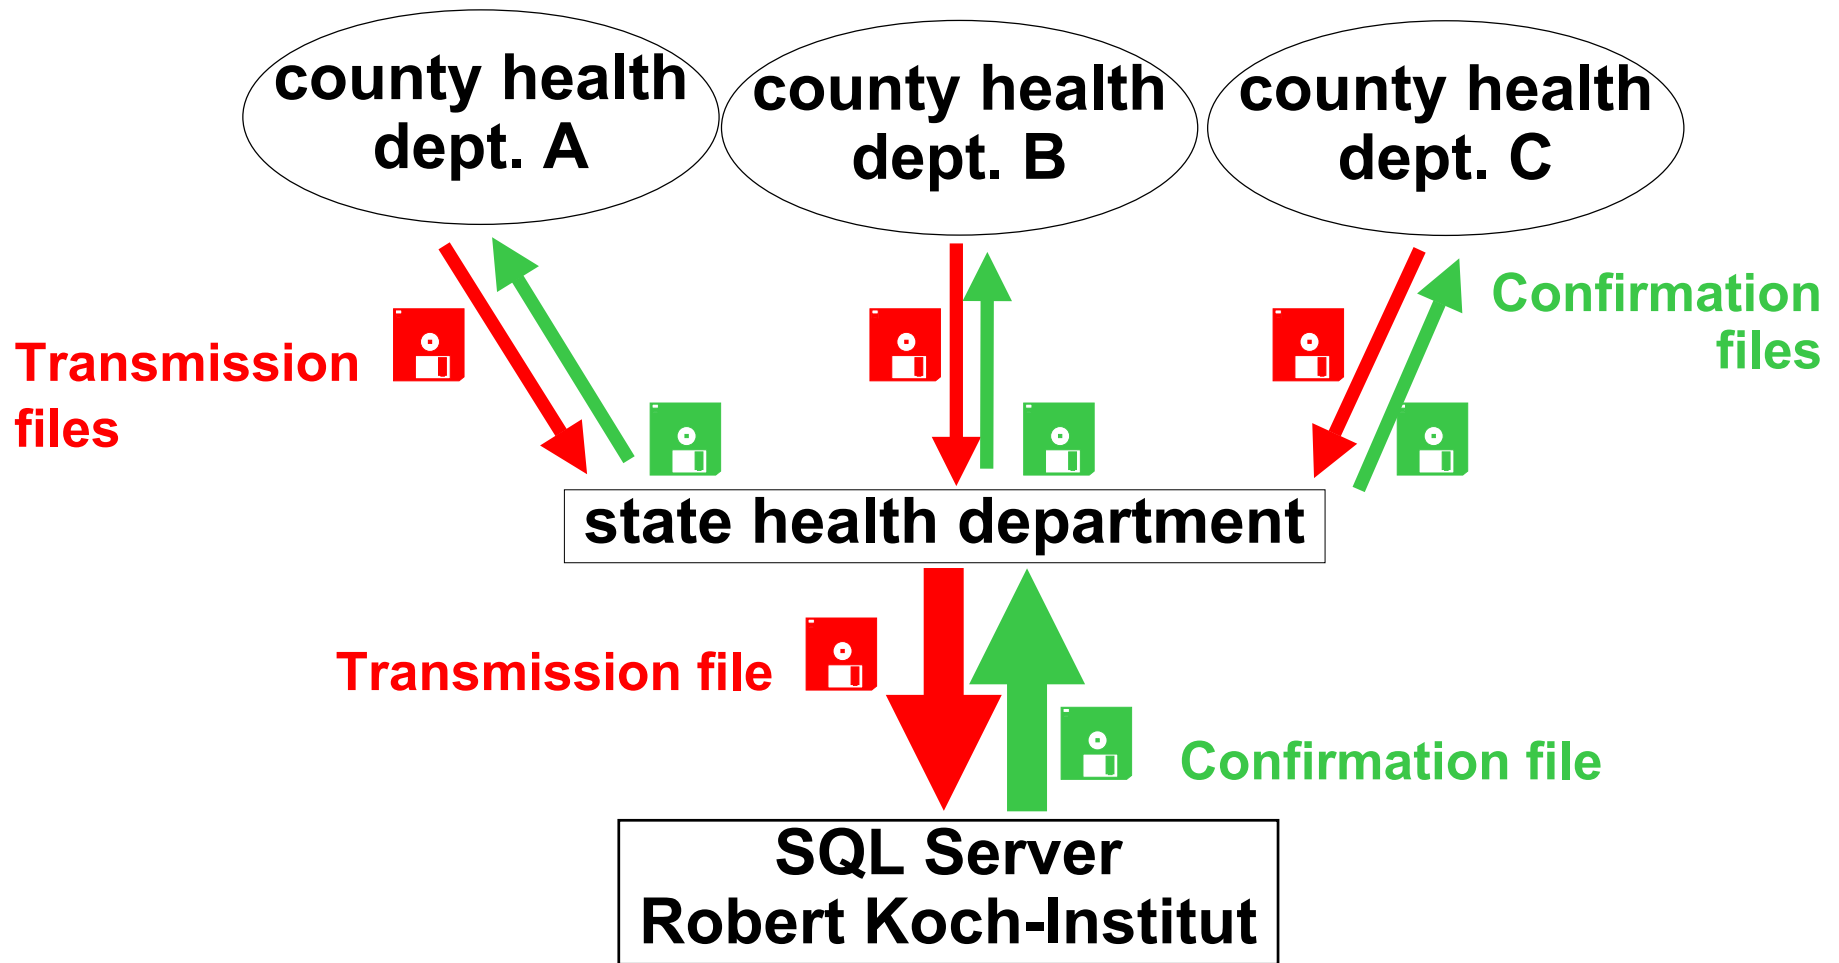 county health
dept. A
county health
dept. B
county health
dept. C
Transmission
files
Confirmation
files
state health department
Transmission file
Confirmation file
SQL Server
Robert Koch-Institut